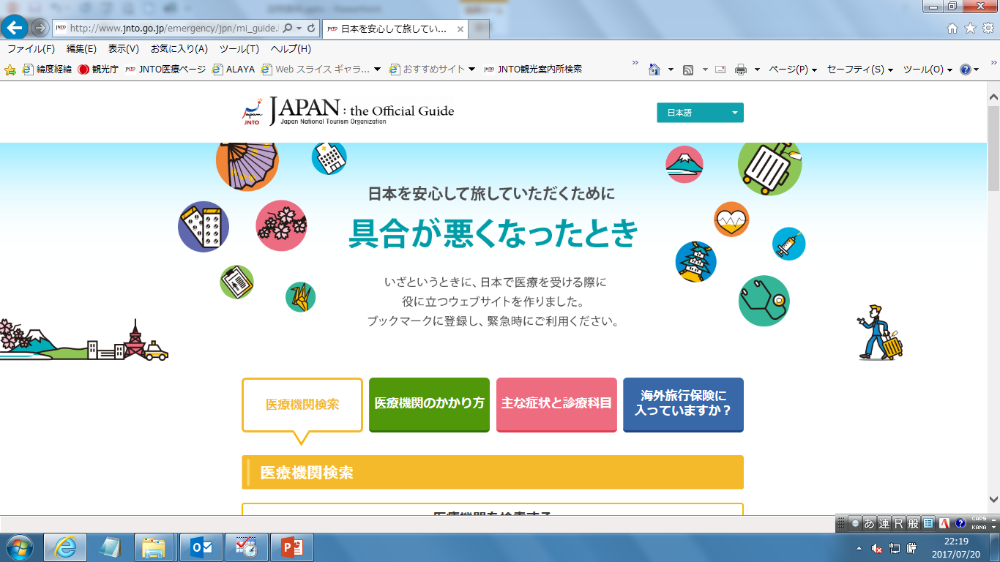 http://www.jnto.go.jp/emergency/jpn/mi_guide.
日本を安心して旅してい...
ファイル(F) 編集(E) 表示(V) お気に入り(A) ツール(T) ヘルプ(H)
緯度経緯 観光庁 JNTO医療ページ ALAYA Web スライス ギャラ... おすすめサイト JNTO観光案内所検索 ページ(P) セーフティ(S) ツール(O)
JNTO
JAPAN : the Official Guide
Japan National Tourism Organization
日本語
日本を安心して旅していただくために
具合が悪くなったとき
いざというときに、日本で医療を受ける際に
役に立つウェブサイトを作りました。
ブックマークに登録し、緊急時にご利用ください。
医療機関検索
医療機関のかかり方
主な症状と診療科目
海外旅行保険に
入っていますか？
医療機関検索
医療機関を検索する
あ 連 R 般 CAPS
KANA
22:19
2017/07/20